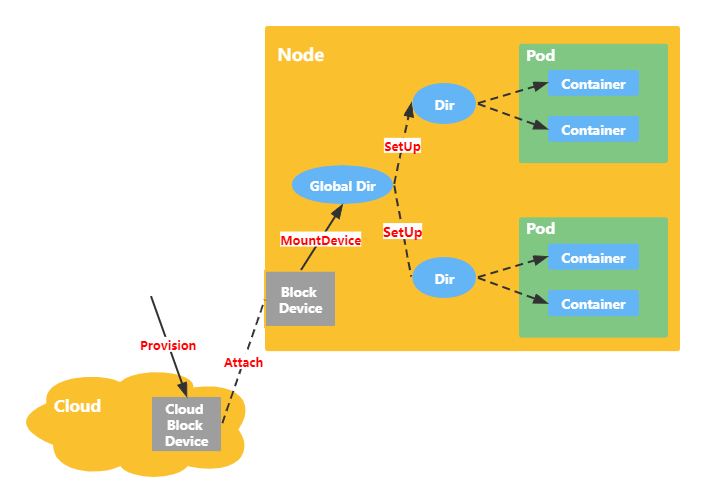 Node
Pod
Container
Dir
Container
SetUp
Global Dir
SetUp
Pod
MountDevice
Container
Dir
Block
Device
Container
Provision
Attach
Cloud
Cloud
Block
Device